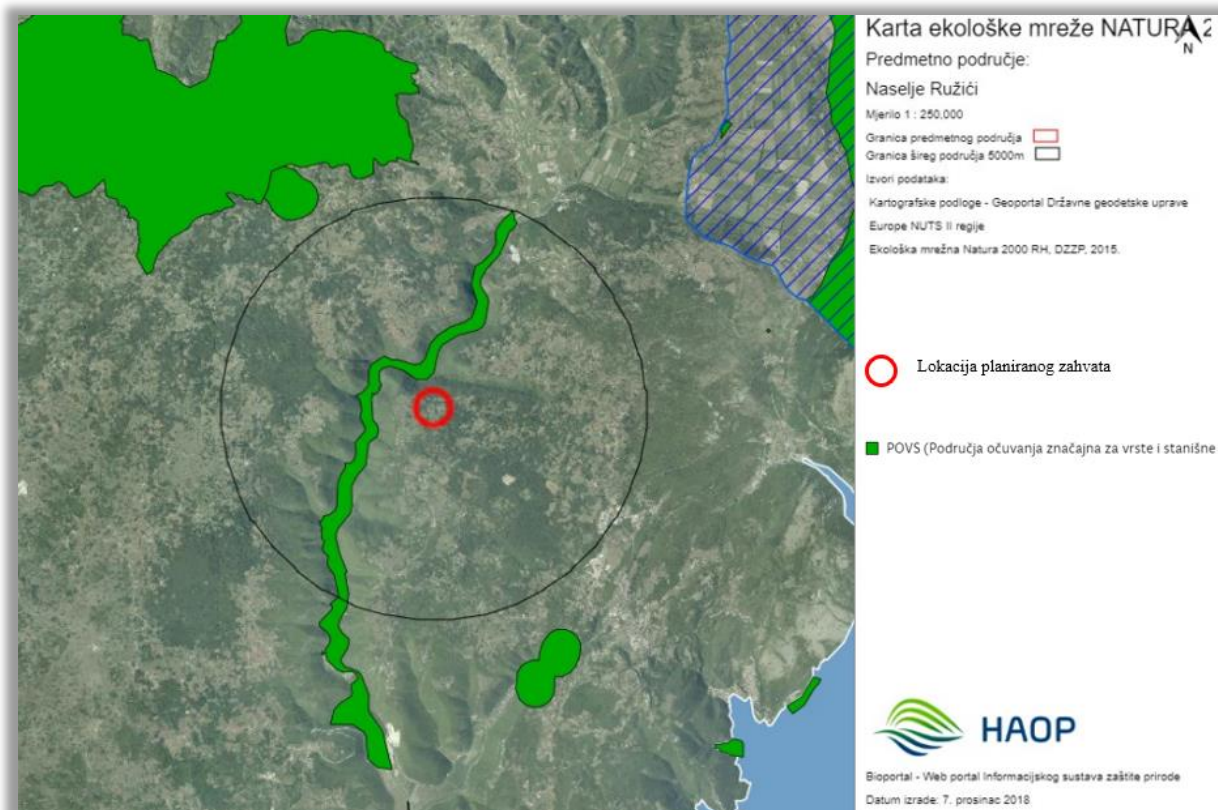 Karta ekološke mreže NATURA 2
N
Predmetno područje:
Naselje Ružići
Mjerilo 1 : 250.000
Granica predmetnog područja
Granica šireg područja 5000m
Izvori podataka:
Kartografske podloge - Geoportal Državne geodetske uprave
Europe NUTS II regije
Ekološka mrežna Natura 2000 RH, DZZP, 2015.
Lokacija planiranog zahvata
POVS (Područja očuvanja značajna za vrste i stanišne
HAOP
Bioportal - Web portal Informacijskog sustava zaštite prirode
Datum izrade: 7. prosinac 2018